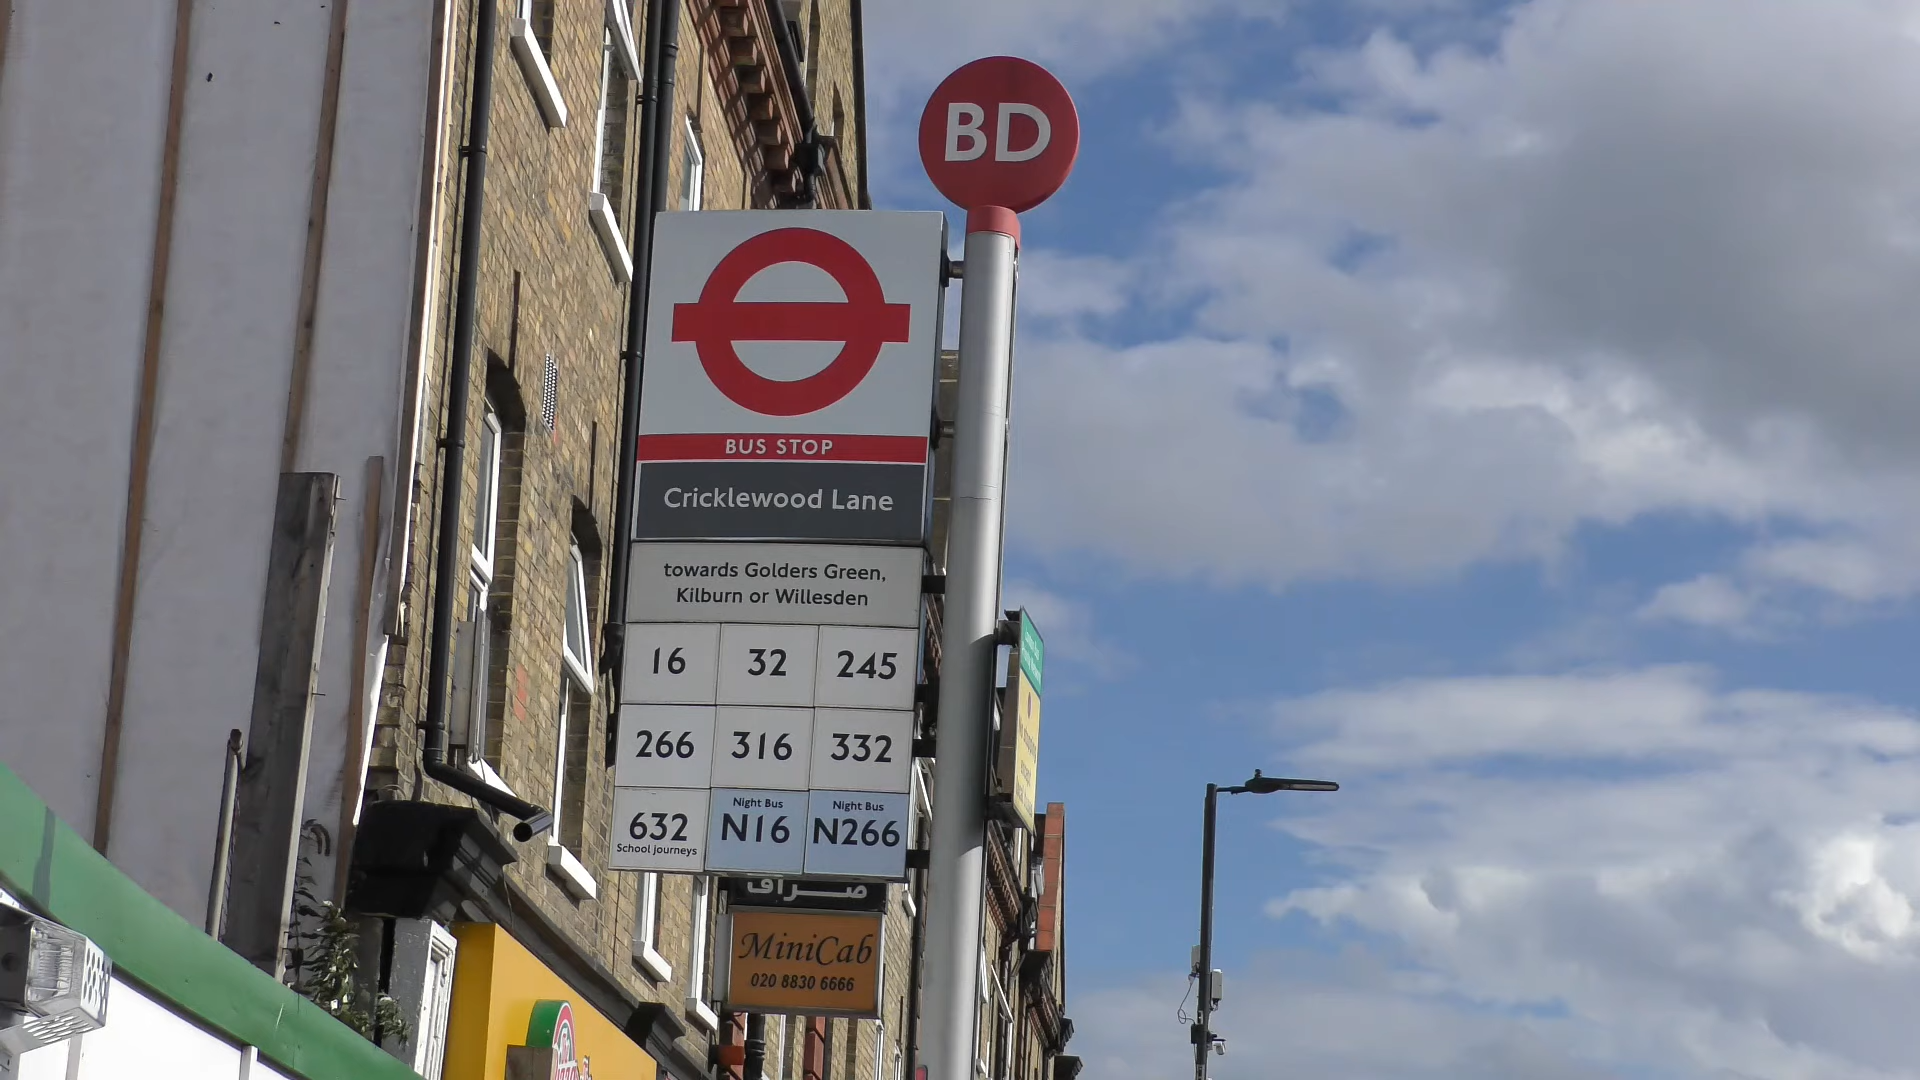 BD
BUS STOP
Cricklewood Lane
towards Golders Green,
Kilburn or Willesden
16 32 245
266 316 332
632 School journeys
Night Bus N16
Night Bus N266
صراف
MiniCab
020 8830 6666